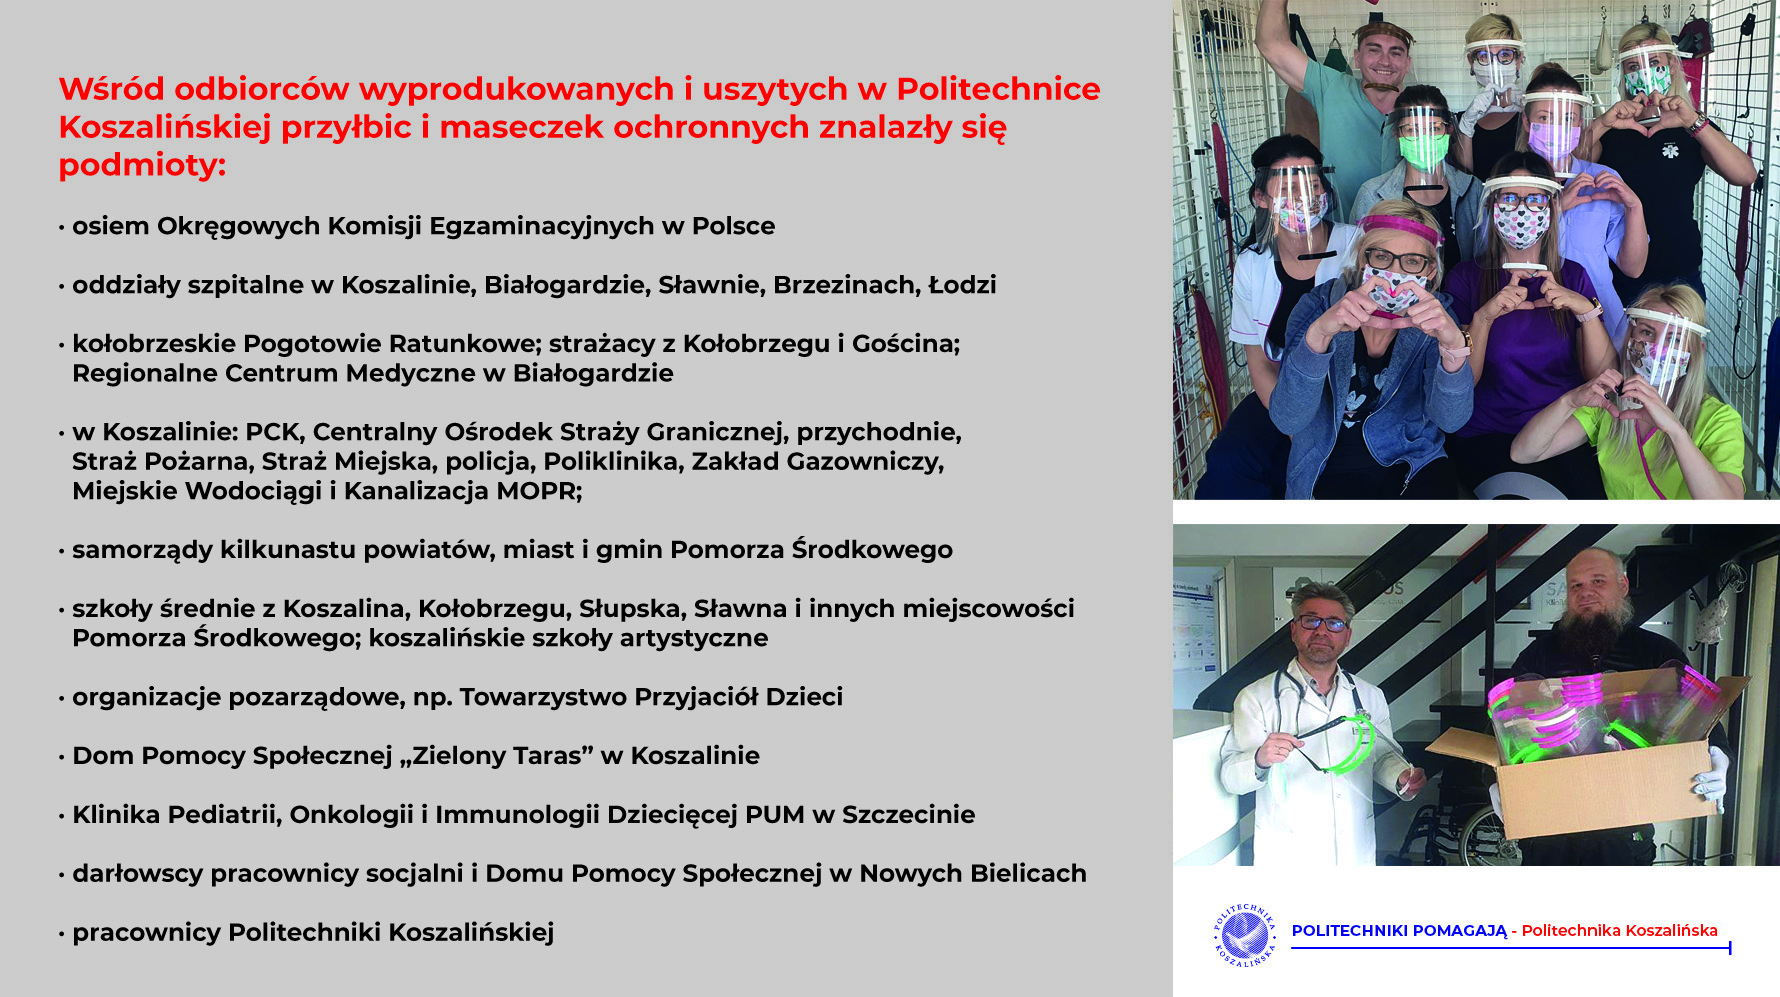 Wśród odbiorców wyprodukowanych i uszytych w Politechnice
Koszalińskiej przyłbic i maseczek ochronnych znalazły się
podmioty:
• osiem Okręgowych Komisji Egzaminacyjnych w Polsce
• oddziały szpitalne w Koszalinie, Białogardzie, Sławnie, Brzezinach, Łodzi
• kołobrzeskie Pogotowie Ratunkowe; strażacy z Kołobrzegu i Gościna;
Regionalne Centrum Medyczne w Białogardzie
• w Koszalinie: PCK, Centralny Ośrodek Straży Granicznej, przychodnie,
Straż Pożarna, Straż Miejska, policja, Poliklinika, Zakład Gazowniczy,
Miejskie Wodociągi i Kanalizacja MOPR;
• samorządy kilkunastu powiatów, miast i gmin Pomorza Środkowego
• szkoły średnie z Koszalina, Kołobrzegu, Słupska, Sławna i innych miejscowości
Pomorza Środkowego; koszalińskie szkoły artystyczne
• organizacje pozarządowe, np. Towarzystwo Przyjaciół Dzieci
• Dom Pomocy Społecznej „Zielony Taras” w Koszalinie
• Klinika Pediatrii, Onkologii i Immunologii Dziecięcej PUM w Szczecinie
• darłowscy pracownicy socjalni i Domu Pomocy Społecznej w Nowych Bielicach
• pracownicy Politechniki Koszalińskiej
POLITECHNIKA
KOSZALIŃSKA
POLITECHNIKI POMAGAJĄ - Politechnika Koszalińska